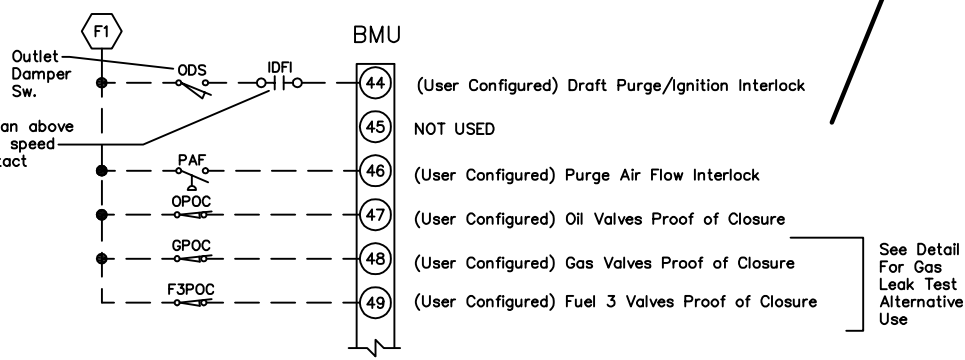 F1
BMU
Outlet
Damper
Sw.
ODS
IDFI
44 (User Configured) Draft Purge/Ignition Interlock
an above
speed
tact
45 NOT USED
PAF
46 (User Configured) Purge Air Flow Interlock
OPOC
47 (User Configured) Oil Valves Proof of Closure
GPOC
48 (User Configured) Gas Valves Proof of Closure
F3POC
49 (User Configured) Fuel 3 Valves Proof of Closure
See Detail
For Gas
Leak Test
Alternative
Use